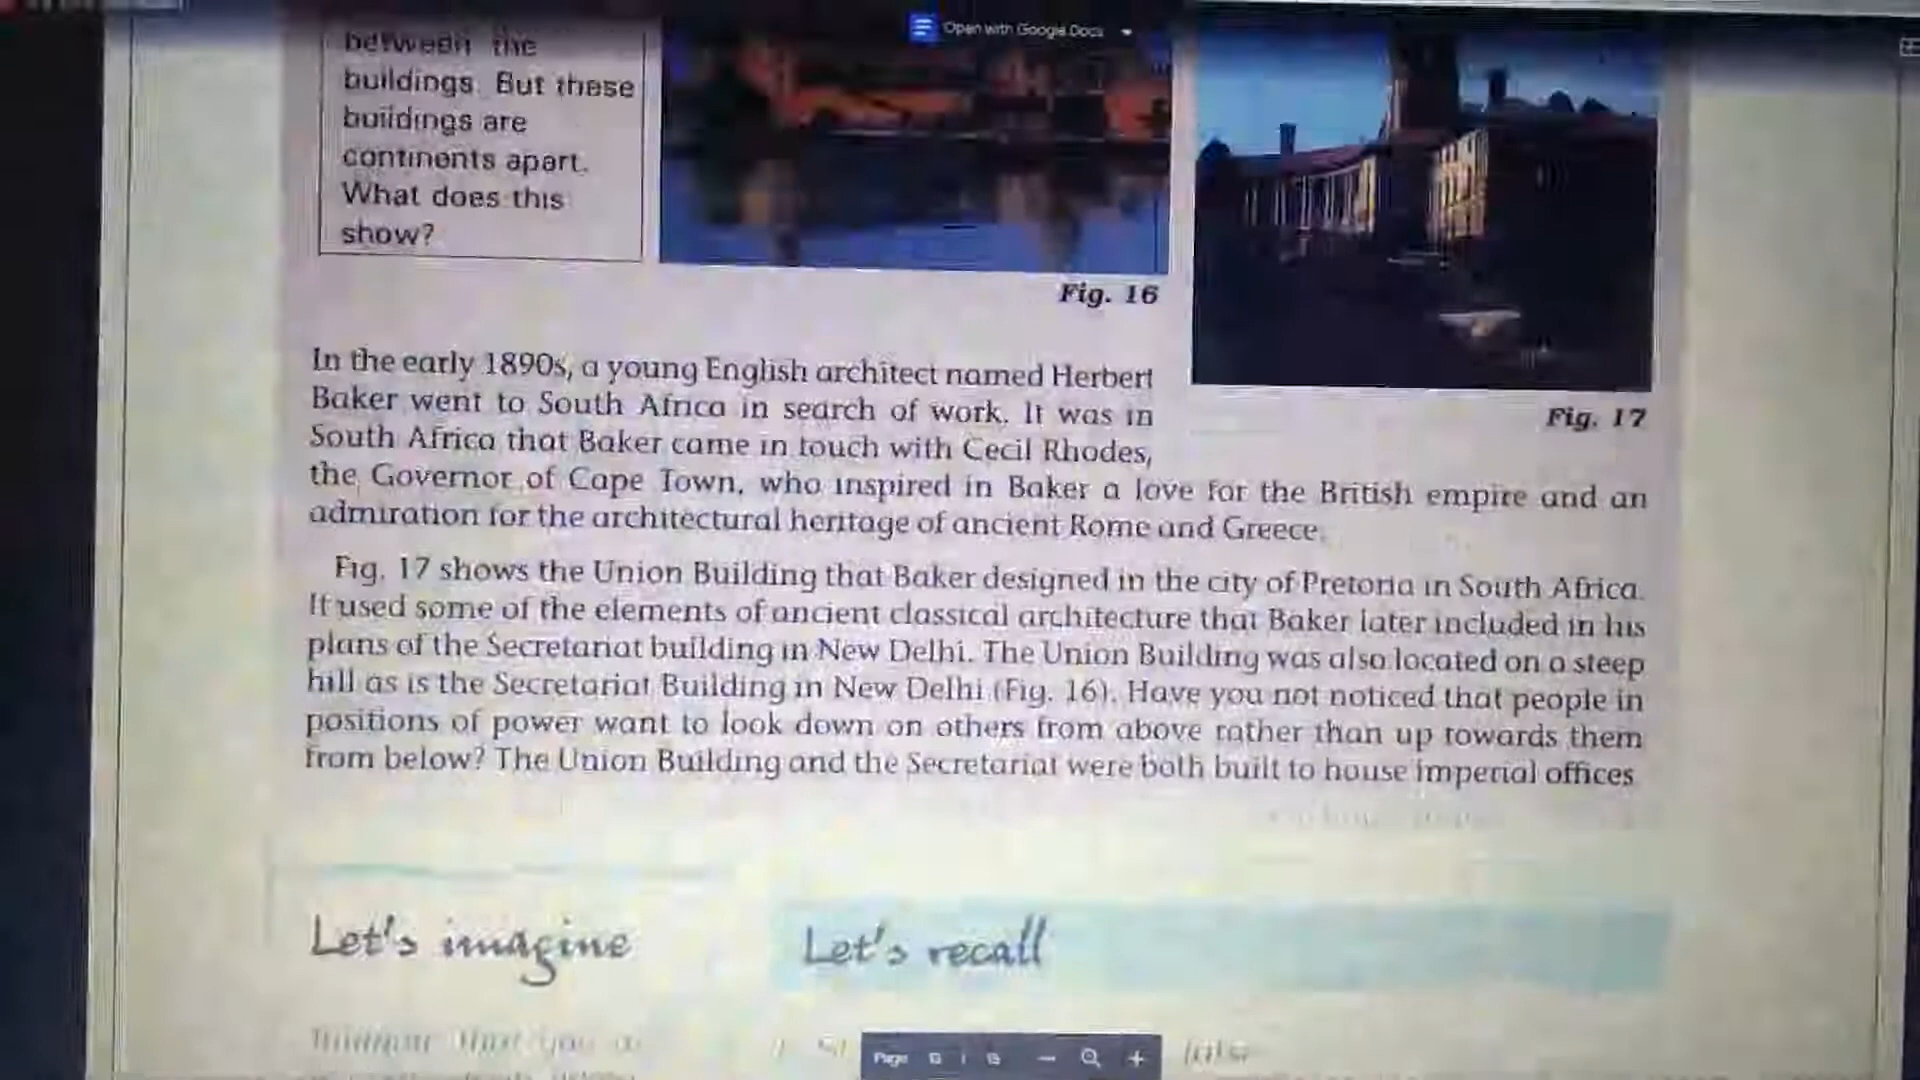 Open with Google Docs
between the
buildings. But these
buildings are
continents apart.
What does this
show?
Fig. 16
Fig. 17
In the early 1890s, a young English architect named Herbert
Baker went to South Africa in search of work. It was in
South Africa that Baker came in touch with Cecil Rhodes,
the Governor of Cape Town, who inspired in Baker a love for the British empire and an
admiration for the architectural heritage of ancient Rome and Greece.
Fig. 17 shows the Union Building that Baker designed in the city of Pretoria in South Africa.
It used some of the elements of ancient classical architecture that Baker later included in his
plans of the Secretariat building in New Delhi. The Union Building was also located on a steep
hill as is the Secretariat Building in New Delhi (Fig. 16). Have you not noticed that people in
positions of power want to look down on others from above rather than up towards them
from below? The Union Building and the Secretariat were both built to house imperial offices.
Let's imagine
Let's recall
that you
Page